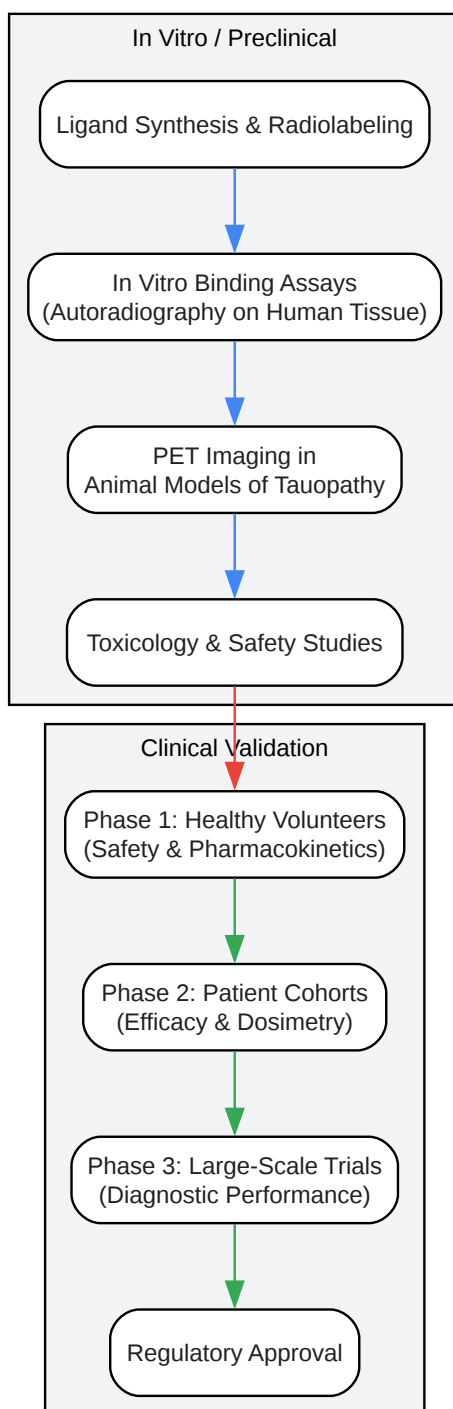 In Vitro / Preclinical
Ligand Synthesis & Radiolabeling
In Vitro Binding Assays
(Autoradiography on Human Tissue)
PET Imaging in
Animal Models of Tauopathy
Toxicology & Safety Studies
Clinical Validation
Phase 1: Healthy Volunteers
(Safety & Pharmacokinetics)
Phase 2: Patient Cohorts
(Efficacy & Dosimetry)
Phase 3: Large-Scale Trials
(Diagnostic Performance)
Regulatory Approval